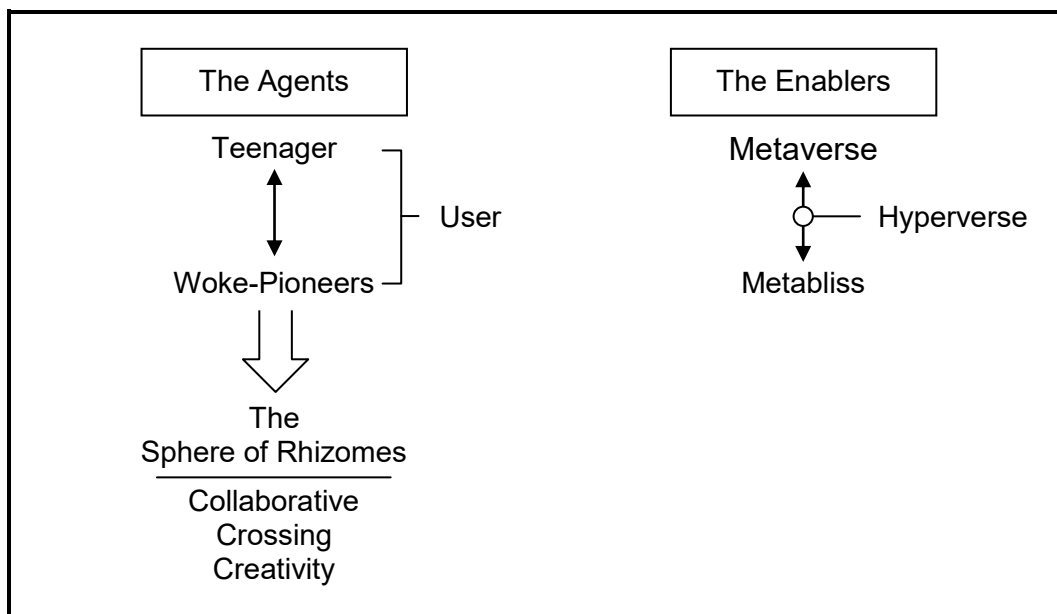 The Agents
Teenager
User
Woke-Pioneers
The
Sphere of Rhizomes
Collaborative
Crossing
Creativity
The Enablers
Metaverse
Hyperverse
Metabliss